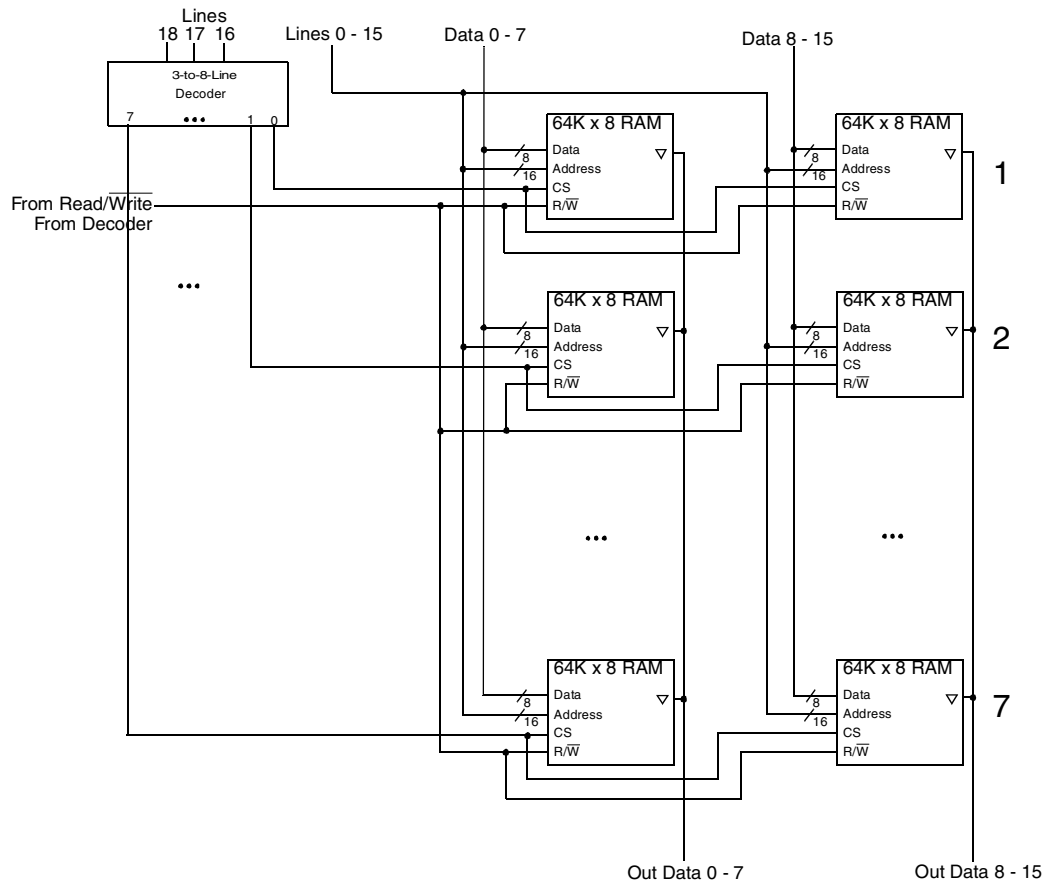 Lines
18 17 16
Lines 0 - 15
Data 0 - 7
Data 8 - 15
3-to-8-Line
Decoder
7 ••• 1 0
64K x 8 RAM
Data
8
Address
16
CS
R/W̅
64K x 8 RAM
Data
8
Address
16
CS
R/W̅
1
From Read/W̅r̅i̅t̅e̅
From Decoder
•••
64K x 8 RAM
Data
8
Address
16
CS
R/W̅
64K x 8 RAM
Data
8
Address
16
CS
R/W̅
2
•••
•••
64K x 8 RAM
Data
8
Address
16
CS
R/W̅
64K x 8 RAM
Data
8
Address
16
CS
R/W̅
7
Out Data 0 - 7
Out Data 8 - 15